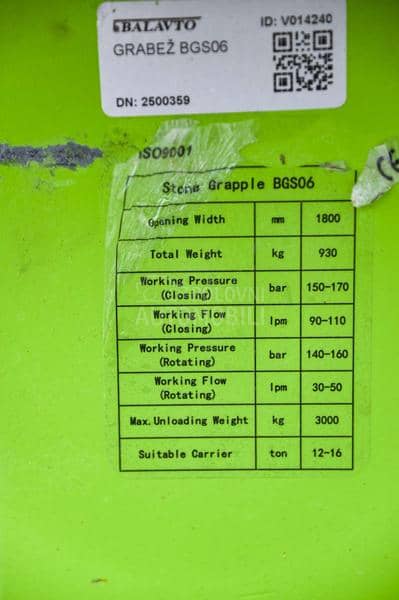 BALAVTO
ID: V014240
GRABEŽ BGS06
DN: 2500359
ISO9001
CE
Stone Grapple BGS06
Opening Width mm 1800
Total Weight kg 930
Working Pressure (Closing) bar 150-170
Working Flow (Closing) lpm 90-110
Working Pressure (Rotating) bar 140-160
Working Flow (Rotating) lpm 30-50
Max.Unloading Weight kg 3000
Suitable Carrier ton 12-16